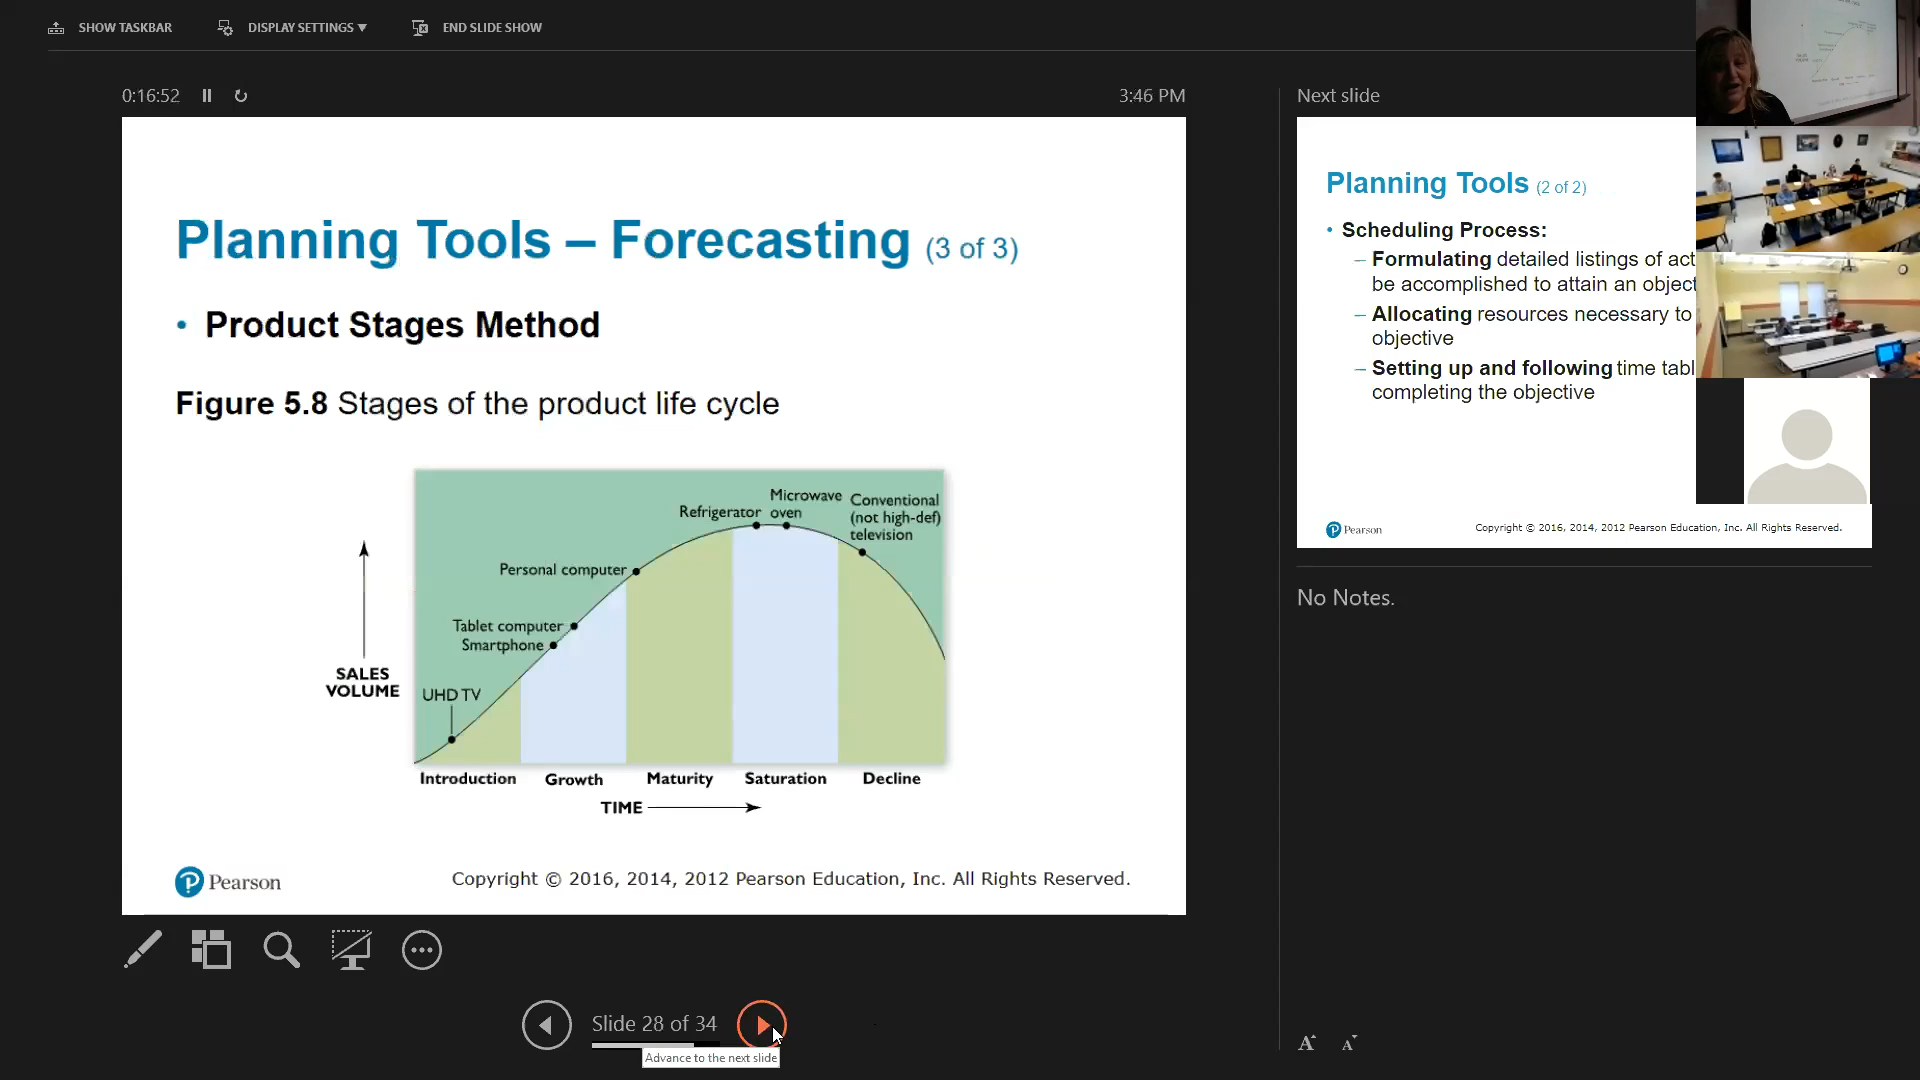 SHOW TASKBAR
DISPLAY SETTINGS
END SLIDE SHOW
0:16:52
3:46 PM
Planning Tools – Forecasting (3 of 3)
• Product Stages Method
Figure 5.8 Stages of the product life cycle
SALES
VOLUME
UHD TV
Smartphone
Tablet computer
Personal computer
Refrigerator
Microwave
oven
Conventional
(not high-def)
television
Introduction Growth Maturity Saturation Decline
TIME
Pearson
Copyright © 2016, 2014, 2012 Pearson Education, Inc. All Rights Reserved.
Slide 28 of 34
Advance to the next slide
Next slide
Planning Tools (2 of 2)
• Scheduling Process:
– Formulating detailed listings of act
be accomplished to attain an object
– Allocating resources necessary to
objective
– Setting up and following time tabl
completing the objective
Pearson
Copyright © 2016, 2014, 2012 Pearson Education, Inc. All Rights Reserved.
No Notes.
A A